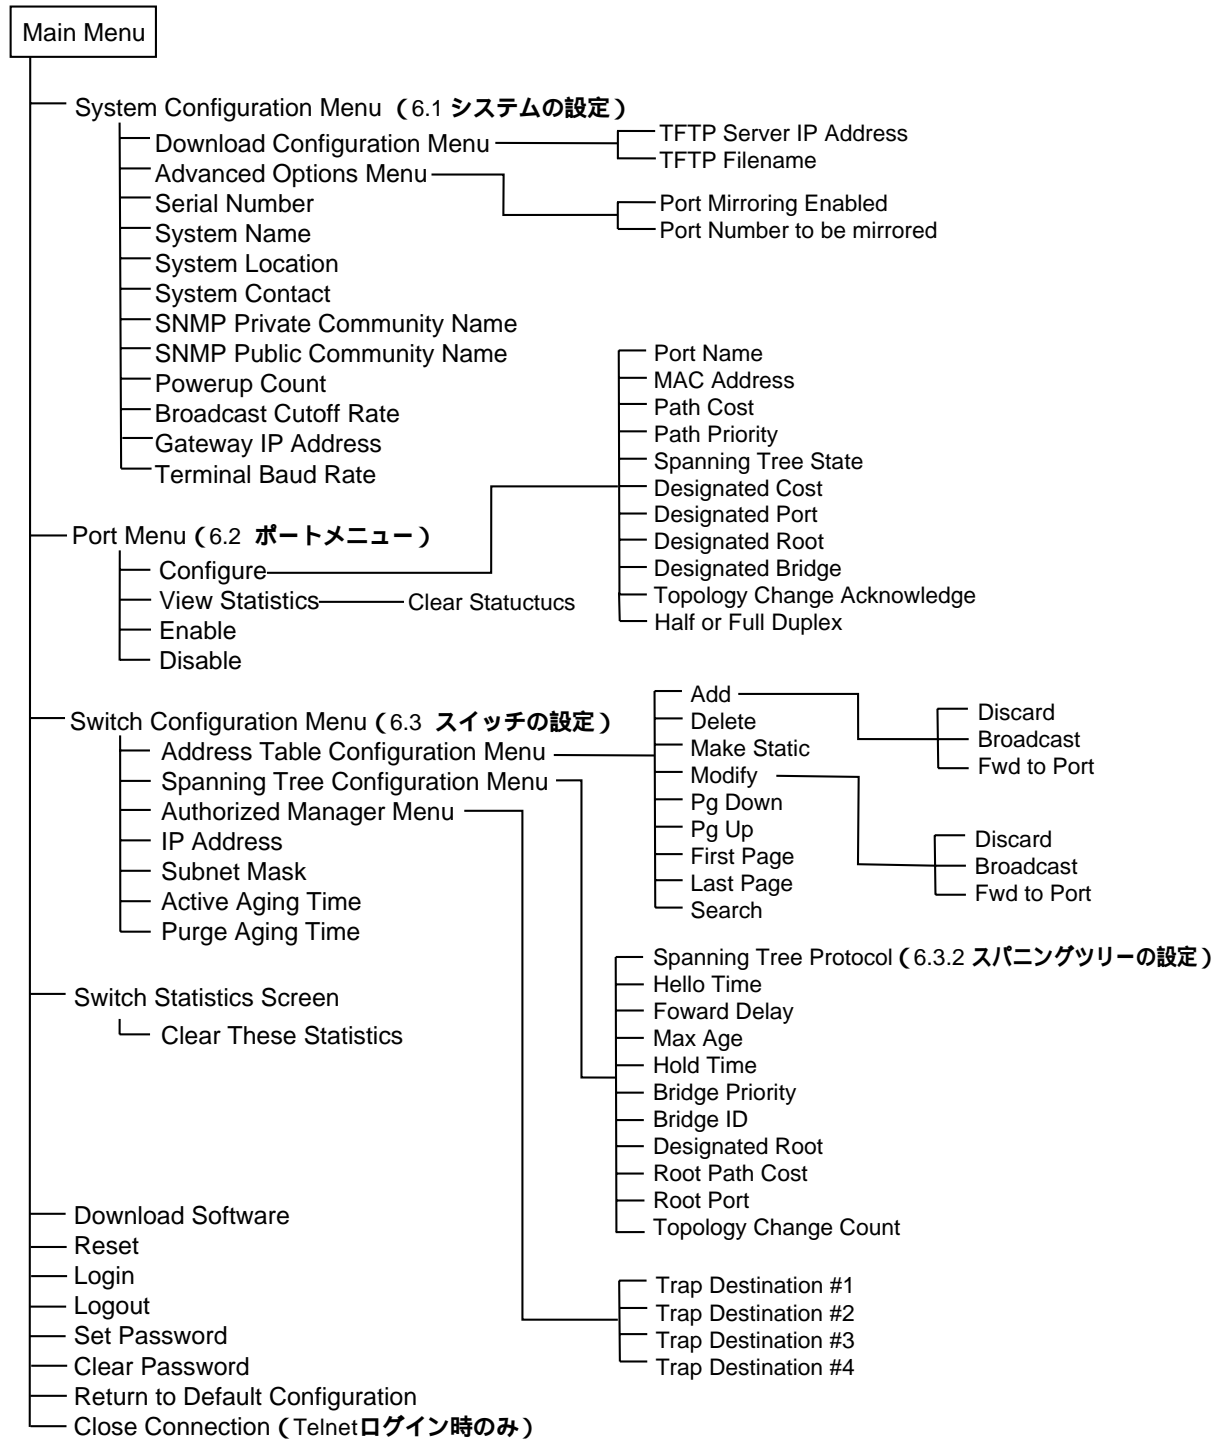 Main Menu
System Configuration Menu （6.1 システムの設定）
Download Configuration Menu
TFTP Server IP Address
TFTP Filename
Advanced Options Menu
Port Mirroring Enabled
Port Number to be mirrored
Serial Number
System Name
System Location
System Contact
SNMP Private Community Name
SNMP Public Community Name
Powerup Count
Broadcast Cutoff Rate
Gateway IP Address
Terminal Baud Rate
Port Menu（6.2 ポートメニュー）
Configure
Port Name
MAC Address
Path Cost
Path Priority
Spanning Tree State
Designated Cost
Designated Port
Designated Root
Designated Bridge
Topology Change Acknowledge
Half or Full Duplex
View Statistics
Clear Statuctucs
Enable
Disable
Switch Configuration Menu（6.3 スイッチの設定）
Address Table Configuration Menu
Add
Discard
Broadcast
Fwd to Port
Delete
Make Static
Modify
Discard
Broadcast
Fwd to Port
Pg Down
Pg Up
First Page
Last Page
Search
Spanning Tree Configuration Menu
Spanning Tree Protocol（6.3.2 スパニングツリーの設定）
Hello Time
Foward Delay
Max Age
Hold Time
Bridge Priority
Bridge ID
Designated Root
Root Path Cost
Root Port
Topology Change Count
Authorized Manager Menu
Trap Destination #1
Trap Destination #2
Trap Destination #3
Trap Destination #4
IP Address
Subnet Mask
Active Aging Time
Purge Aging Time
Switch Statistics Screen
Clear These Statistics
Download Software
Reset
Login
Logout
Set Password
Clear Password
Return to Default Configuration
Close Connection（Telnetログイン時のみ）